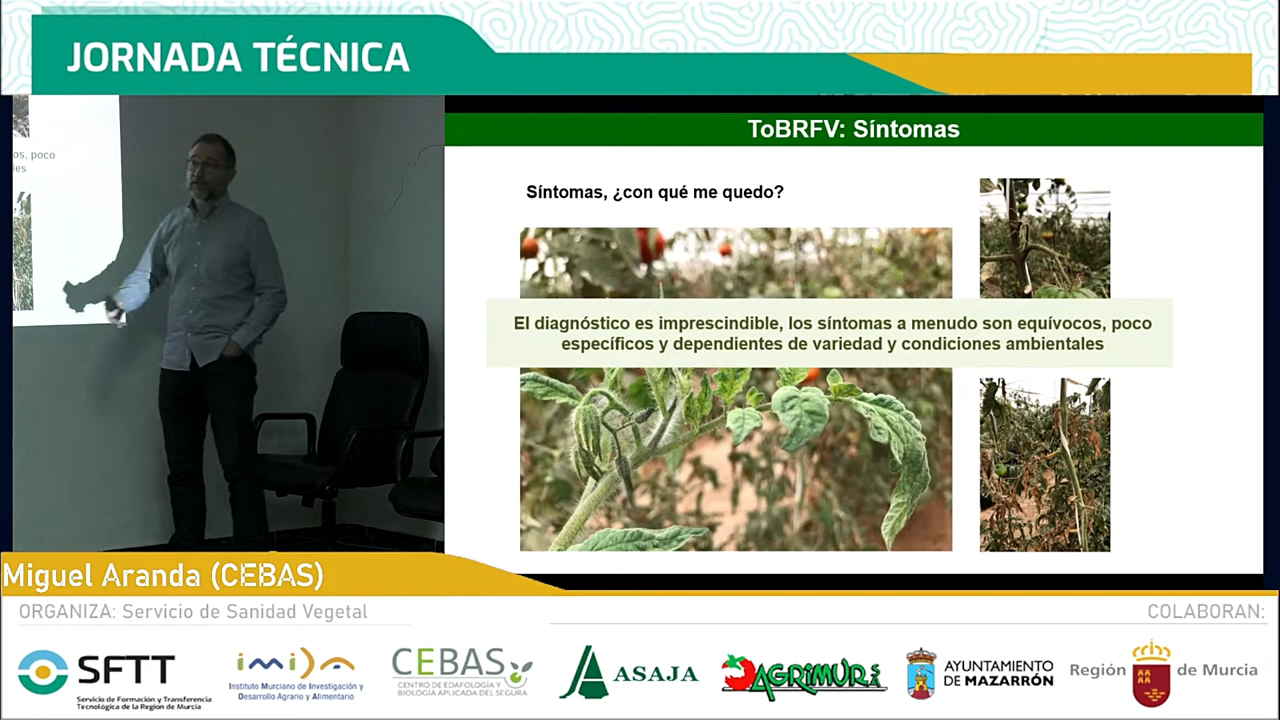 JORNADA TÉCNICA
os, poco
les
ToBRFV: Síntomas
Síntomas, ¿con qué me quedo?
El diagnóstico es imprescindible, los síntomas a menudo son equívocos, poco
específicos y dependientes de variedad y condiciones ambientales
Miguel Aranda (CEBAS)
ORGANIZA: Servicio de Sanidad Vegetal
COLABORAN:
SFTT
Servicio de Formación y Transferencia
Tecnológica de la Región de Murcia
imida
Instituto Murciano de Investigación y
Desarrollo Agrario y Alimentario
CEBAS
CENTRO DE EDAFOLOGÍA Y
BIOLOGÍA APLICADA DEL SEGURA
ASAJA
AGRIMUR
AYUNTAMIENTO
DE MAZARRÓN
Región de Murcia